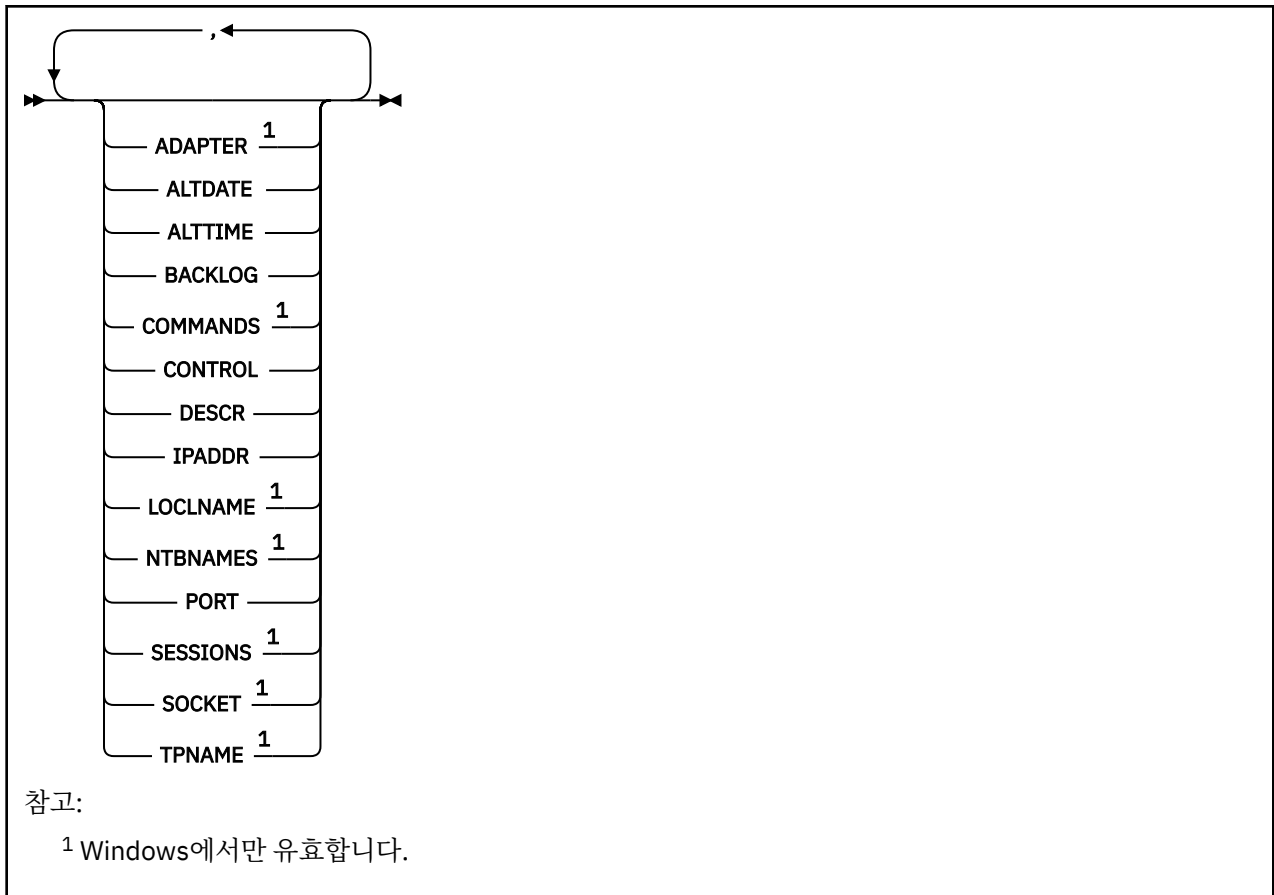 ,
ADAPTER 1
ALTDATE
ALTTIME
BACKLOG
COMMANDS 1
CONTROL
DESCR
IPADDR
LOCLNAME 1
NTBNAMES 1
PORT
SESSIONS 1
SOCKET 1
TPNAME 1
참고:
1 Windows에서만 유효합니다.